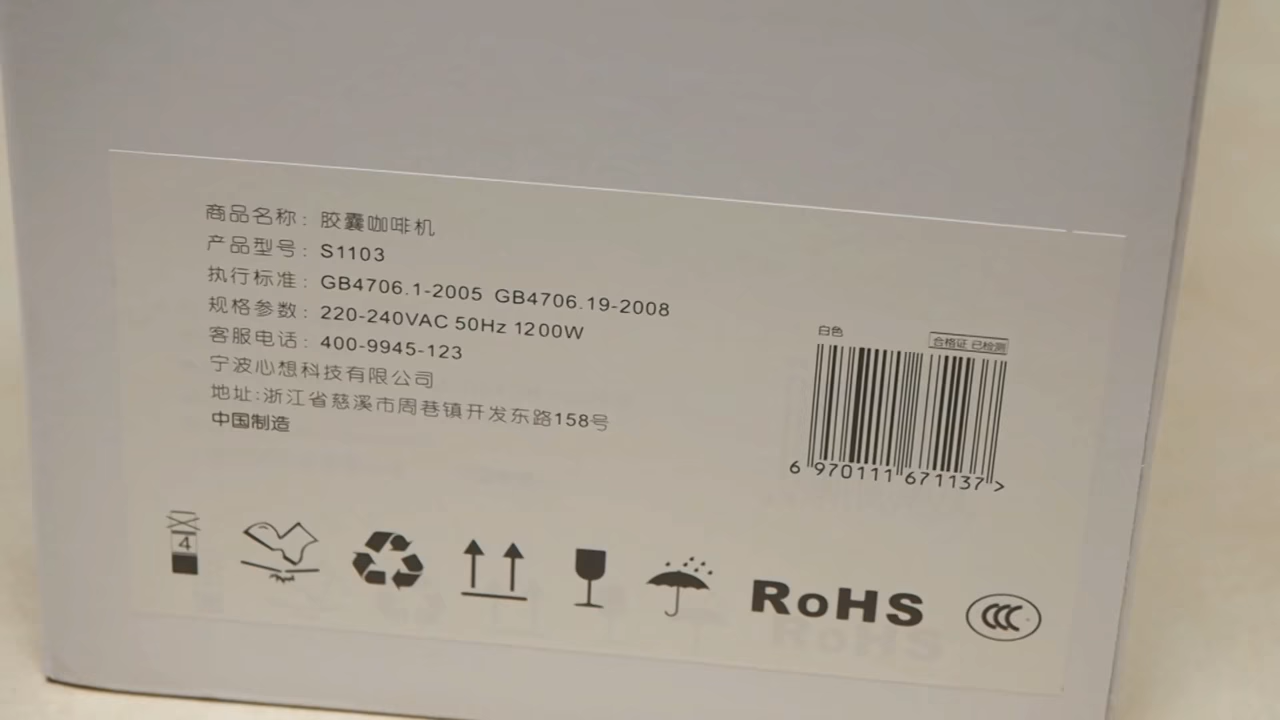 商品名称：胶囊咖啡机
产品型号：S1103
执行标准：GB4706.1-2005 GB4706.19-2008
规格参数：220-240VAC 50Hz 1200W
客服电话：400-9945-123
宁波心想科技有限公司
地址:浙江省慈溪市周巷镇开发东路158号
中国制造
白色
合格证 已检测
6 970111 671137 >
4
RoHS
CCC